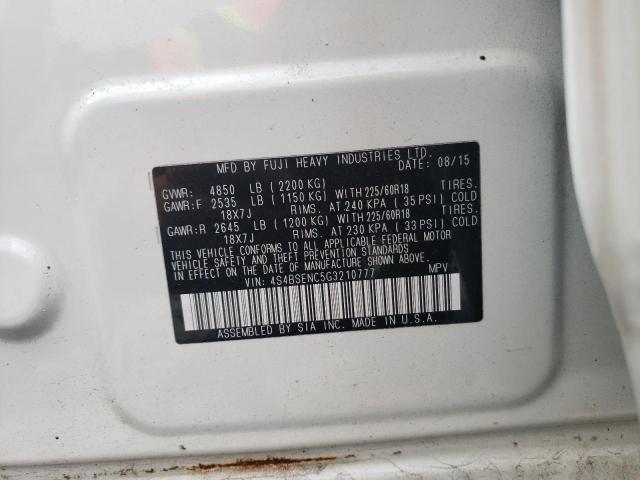 MFD BY FUJI HEAVY INDUSTRIES LTD.
DATE: 08/15
GVWR: 4850 LB (2200 KG)
GAWR:F 2535 LB (1150 KG) WITH 225/60R18 TIRES.
18X7J RIMS. AT 240 KPA (35 PSI) COLD
GAWR:R 2645 LB (1200 KG) WITH 225/60R18 TIRES.
18X7J RIMS. AT 230 KPA (33 PSI) COLD
THIS VEHICLE CONFORMS TO ALL APPLICABLE FEDERAL MOTOR
VEHICLE SAFETY AND THEFT PREVENTION STANDARDS
IN EFFECT ON THE DATE OF MANUFACTURE SHOWN ABOVE.
VIN: 4S4BSENC5G3210777 MPV
ASSEMBLED BY SIA INC. MADE IN U.S.A.